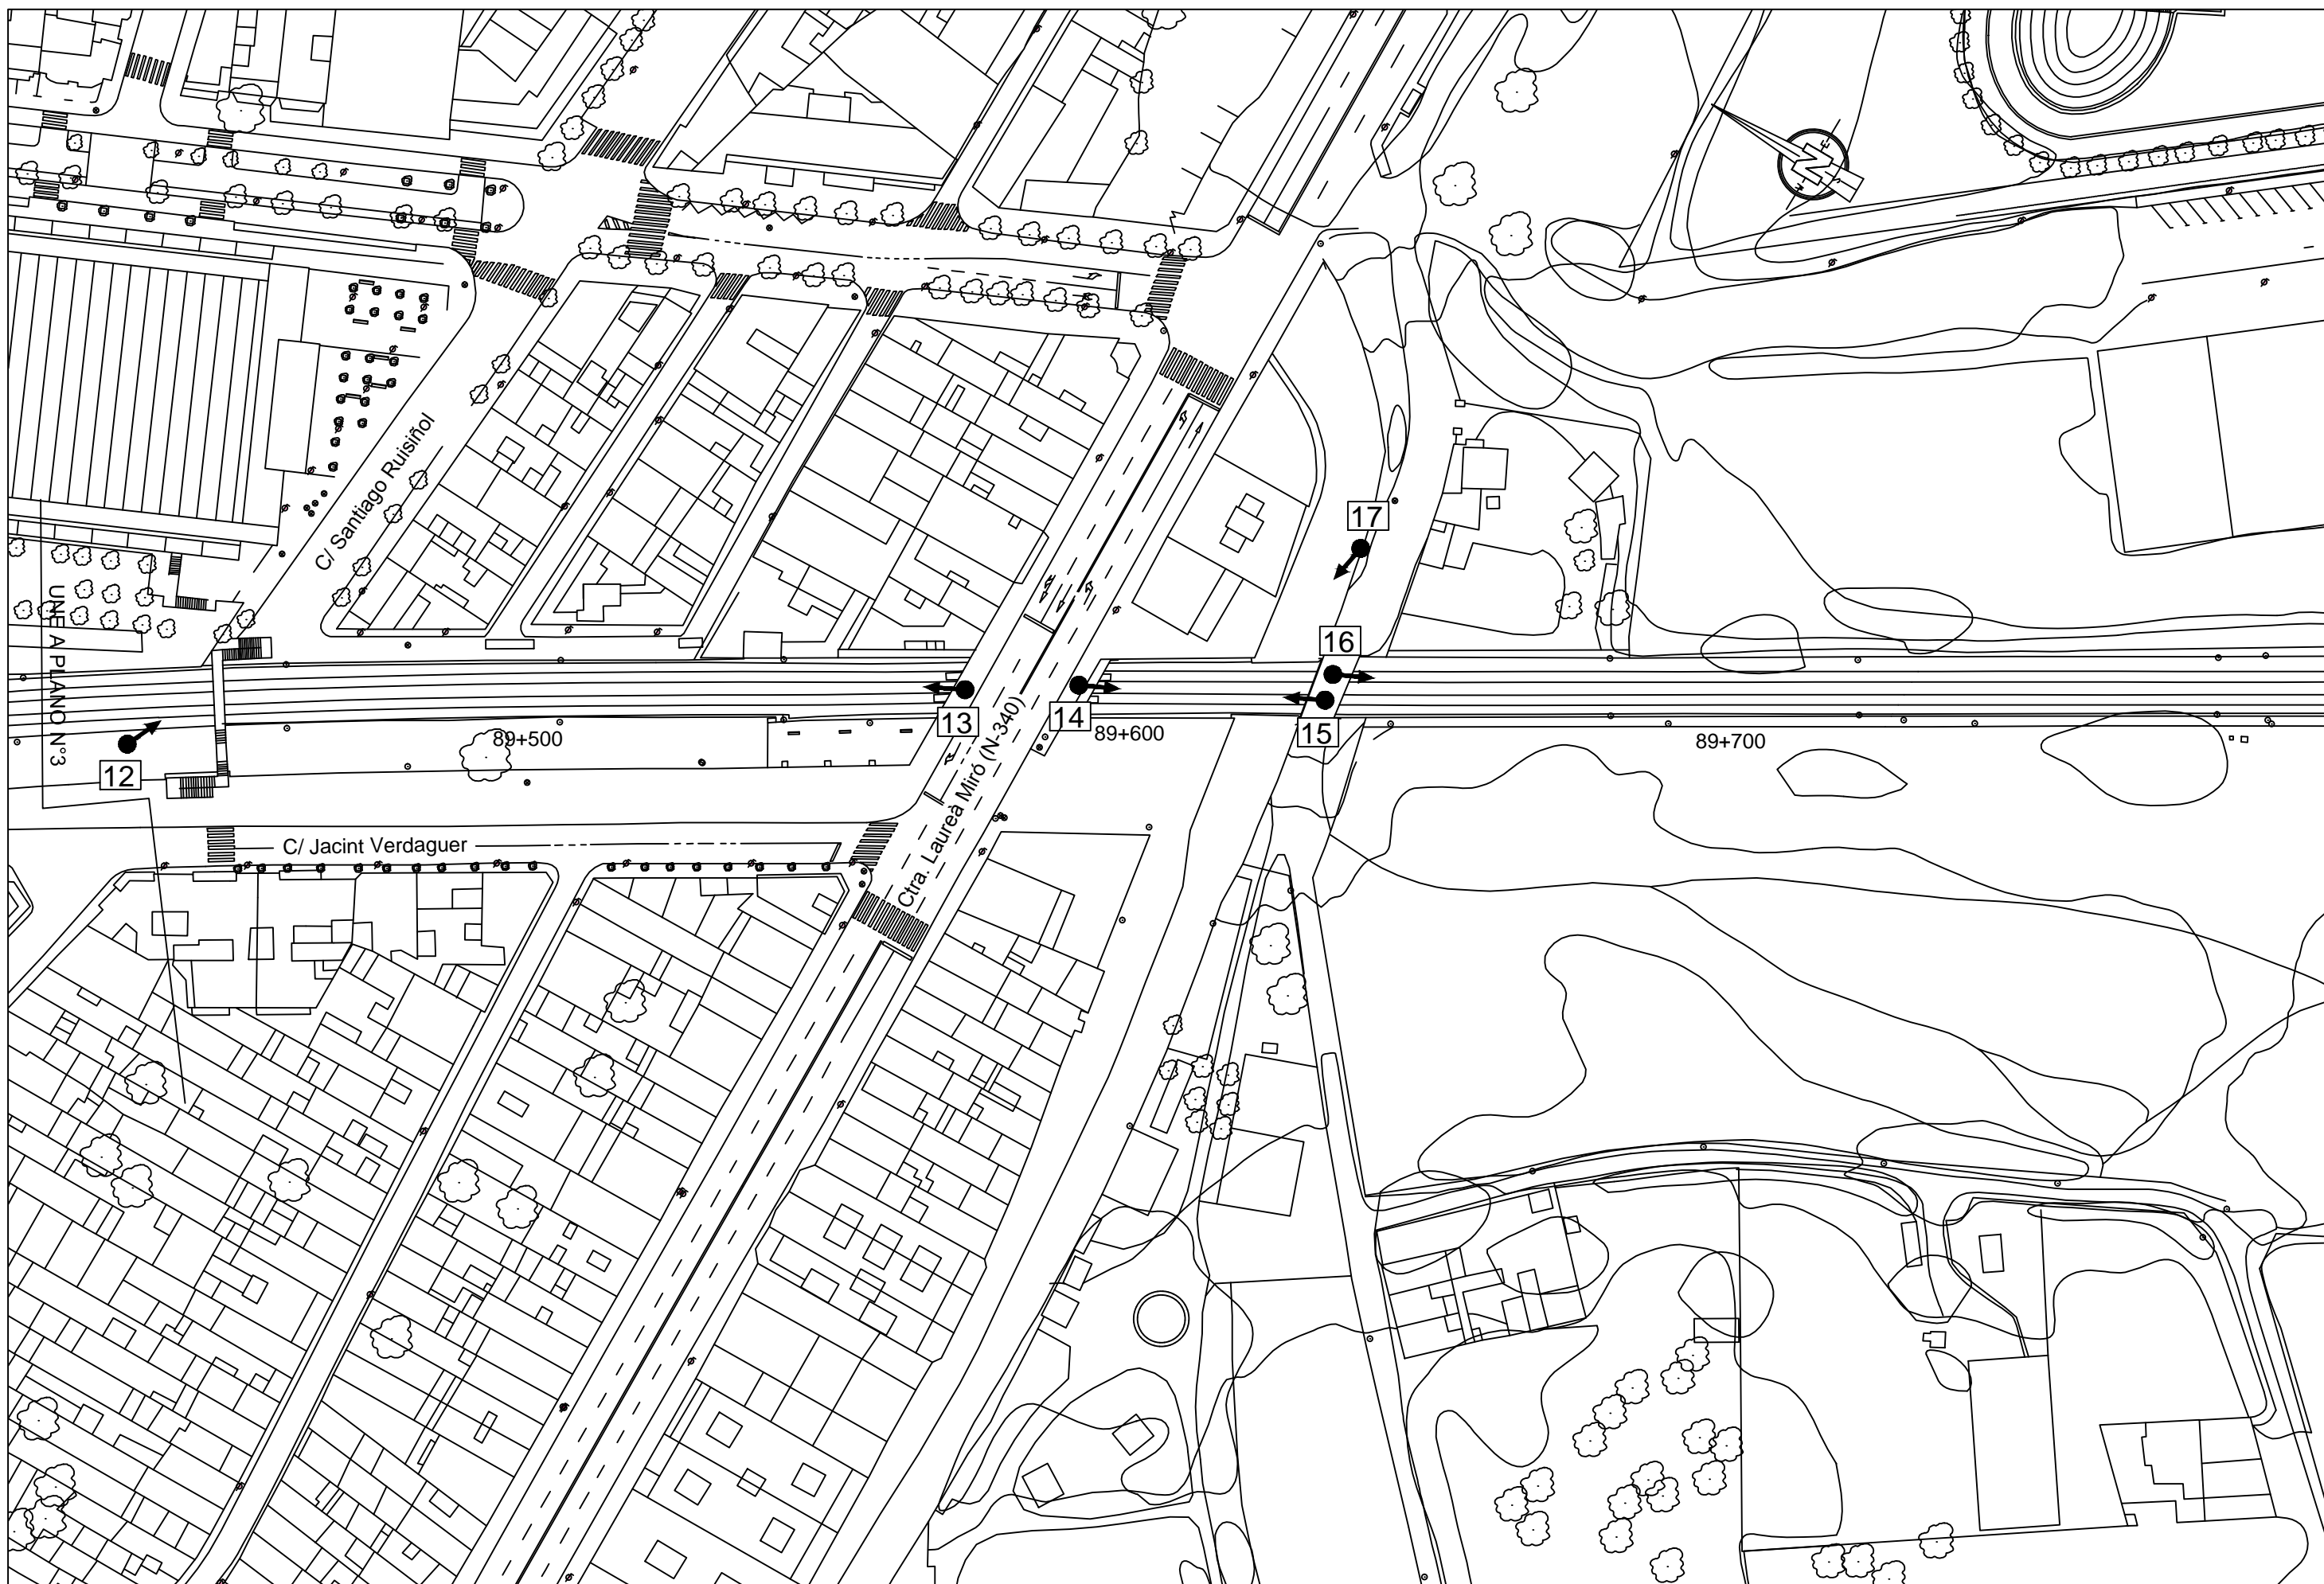 N
C/ Santiago Ruisiñol
17
UNE A PLANO Nº3
16
13
14
15
12
89+500
Ctra. Laureà Miró (N-340)
89+600
89+700
C/ Jacint Verdaguer